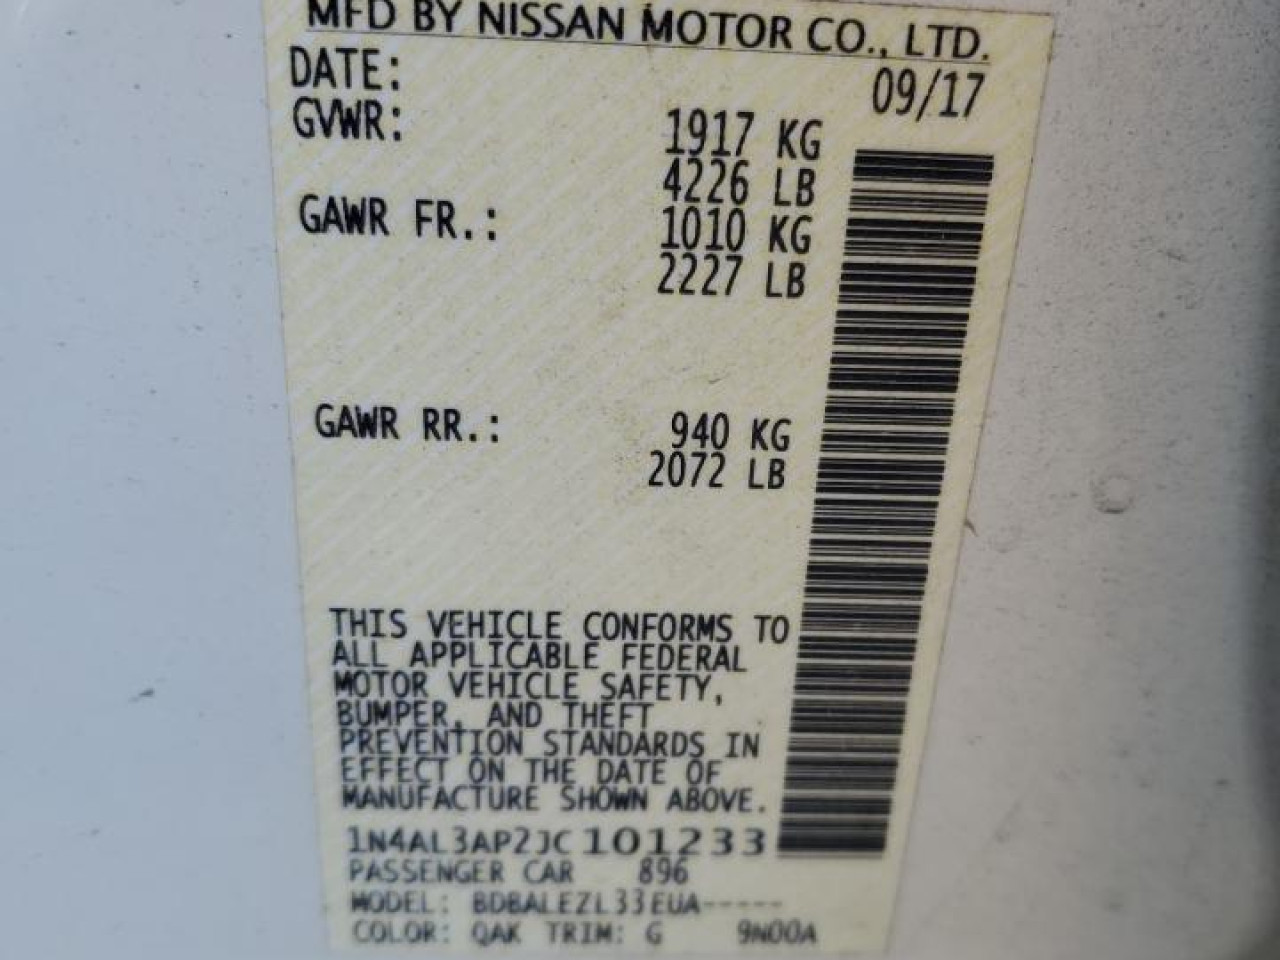 MFD BY NISSAN MOTOR CO., LTD.
DATE: 09/17
GVWR: 1917 KG
4226 LB
GAWR FR.: 1010 KG
2227 LB
GAWR RR.: 940 KG
2072 LB
THIS VEHICLE CONFORMS TO
ALL APPLICABLE FEDERAL
MOTOR VEHICLE SAFETY,
BUMPER, AND THEFT
PREVENTION STANDARDS IN
EFFECT ON THE DATE OF
MANUFACTURE SHOWN ABOVE.
1N4AL3AP2JC101233
PASSENGER CAR 896
MODEL: BDBALEZL33EUA-----
COLOR: QAK TRIM: G 9N00A